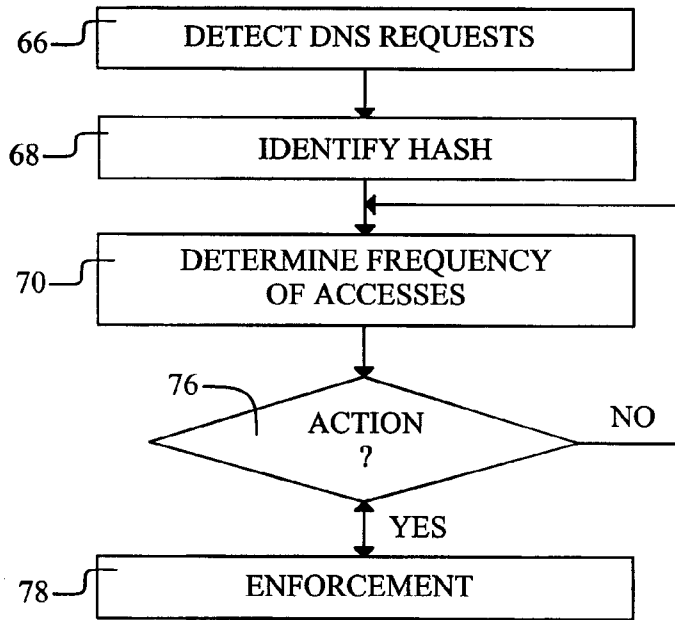 66
DETECT DNS REQUESTS
68
IDENTIFY HASH
70
DETERMINE FREQUENCY
OF ACCESSES
76
ACTION
?
NO
YES
78
ENFORCEMENT